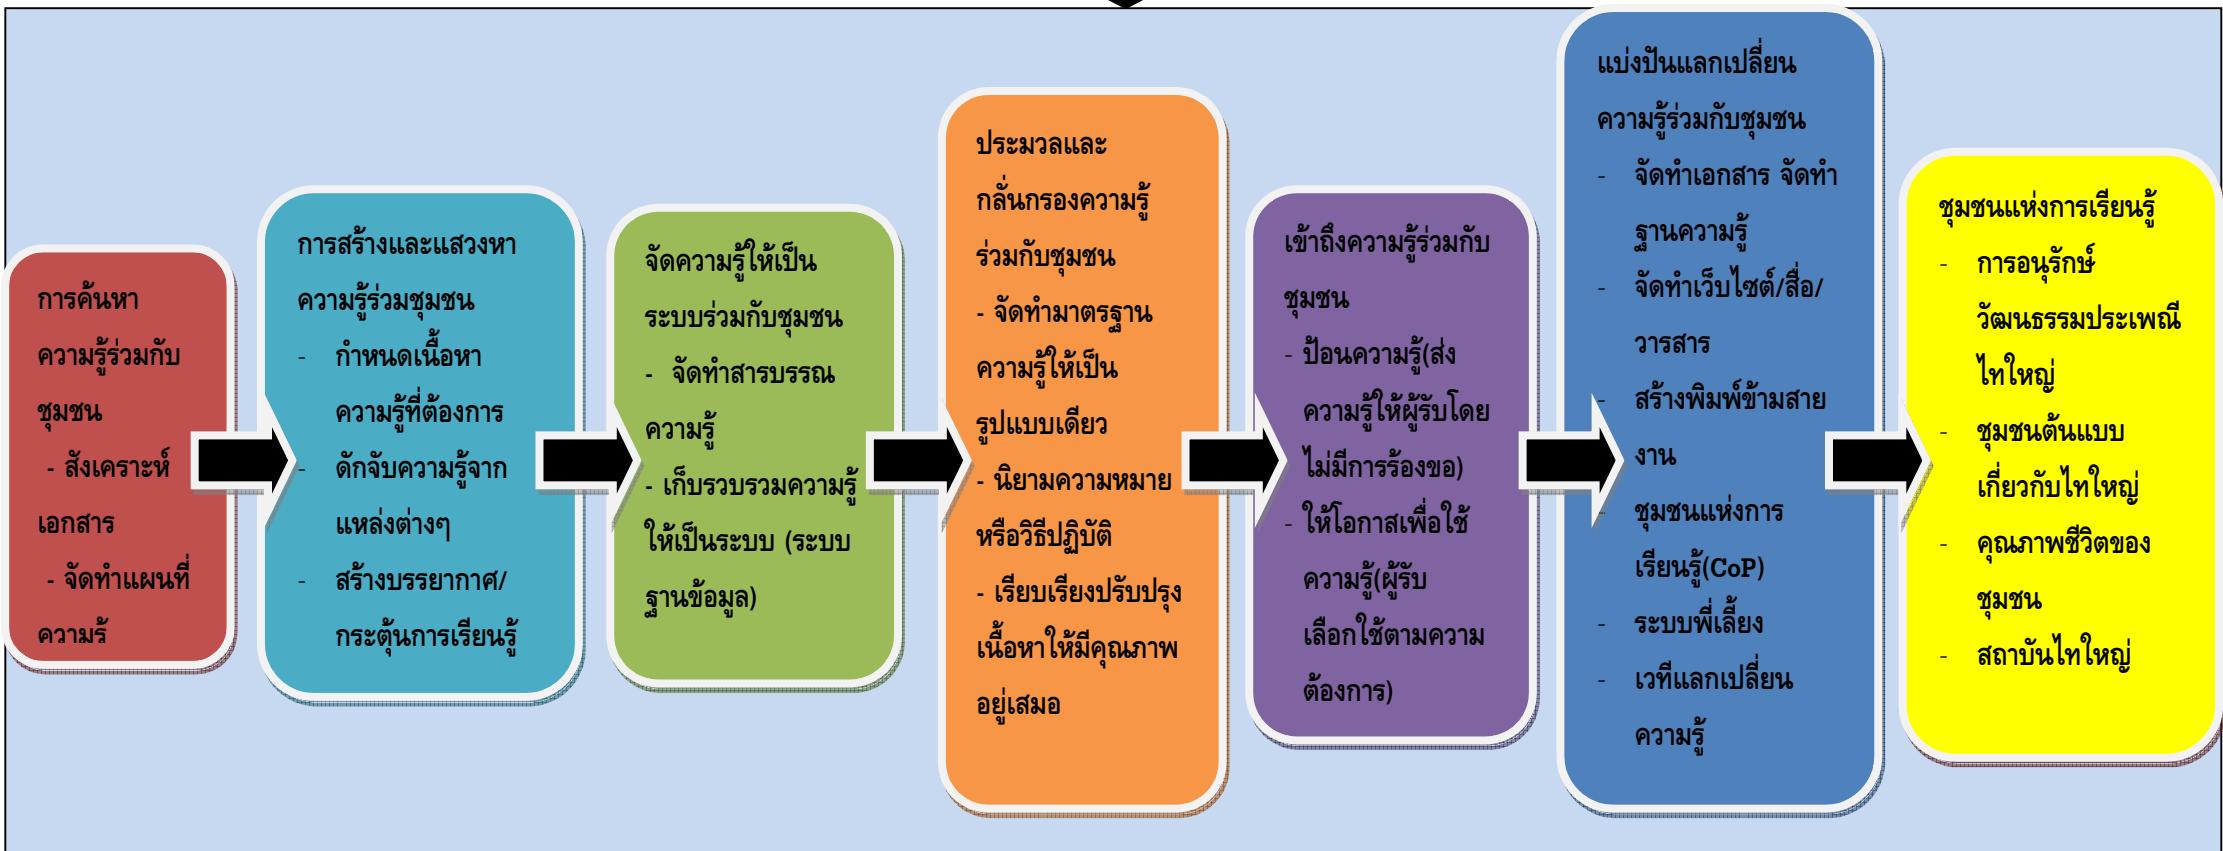 การค้นหา
ความรู้ร่วมกับ
ชุมชน
- สังเคราะห์
เอกสาร
- จัดทำแผนที่
ความรู้
การสร้างและแสวงหา
ความรู้ร่วมชุมชน
- กำหนดเนื้อหา
ความรู้ที่ต้องการ
- ดักจับความรู้จาก
แหล่งต่างๆ
- สร้างบรรยากาศ/
กระตุ้นการเรียนรู้
จัดความรู้ให้เป็น
ระบบร่วมกับชุมชน
- จัดทำสารบรรณ
ความรู้
- เก็บรวบรวมความรู้
ให้เป็นระบบ (ระบบ
ฐานข้อมูล)
ประมวลและ
กลั่นกรองความรู้
ร่วมกับชุมชน
- จัดทำมาตรฐาน
ความรู้ให้เป็น
รูปแบบเดียว
- นิยามความหมาย
หรือวิธีปฏิบัติ
- เรียบเรียงปรับปรุง
เนื้อหาให้มีคุณภาพ
อยู่เสมอ
เข้าถึงความรู้ร่วมกับ
ชุมชน
- ป้อนความรู้(ส่ง
ความรู้ให้ผู้รับโดย
ไม่มีการร้องขอ)
- ให้โอกาสเพื่อใช้
ความรู้(ผู้รับ
เลือกใช้ตามความ
ต้องการ)
แบ่งปันแลกเปลี่ยน
ความรู้ร่วมกับชุมชน
- จัดทำเอกสาร จัดทำ
ฐานความรู้
- จัดทำเว็บไซต์/สื่อ/
วารสาร
- สร้างพิมพ์ข้ามสาย
งาน
- ชุมชนแห่งการ
เรียนรู้(CoP)
- ระบบพี่เลี้ยง
- เวทีแลกเปลี่ยน
ความรู้
ชุมชนแห่งการเรียนรู้
- การอนุรักษ์
วัฒนธรรมประเพณี
ไทใหญ่
- ชุมชนต้นแบบ
เกี่ยวกับไทใหญ่
- คุณภาพชีวิตของ
ชุมชน
- สถาบันไทใหญ่